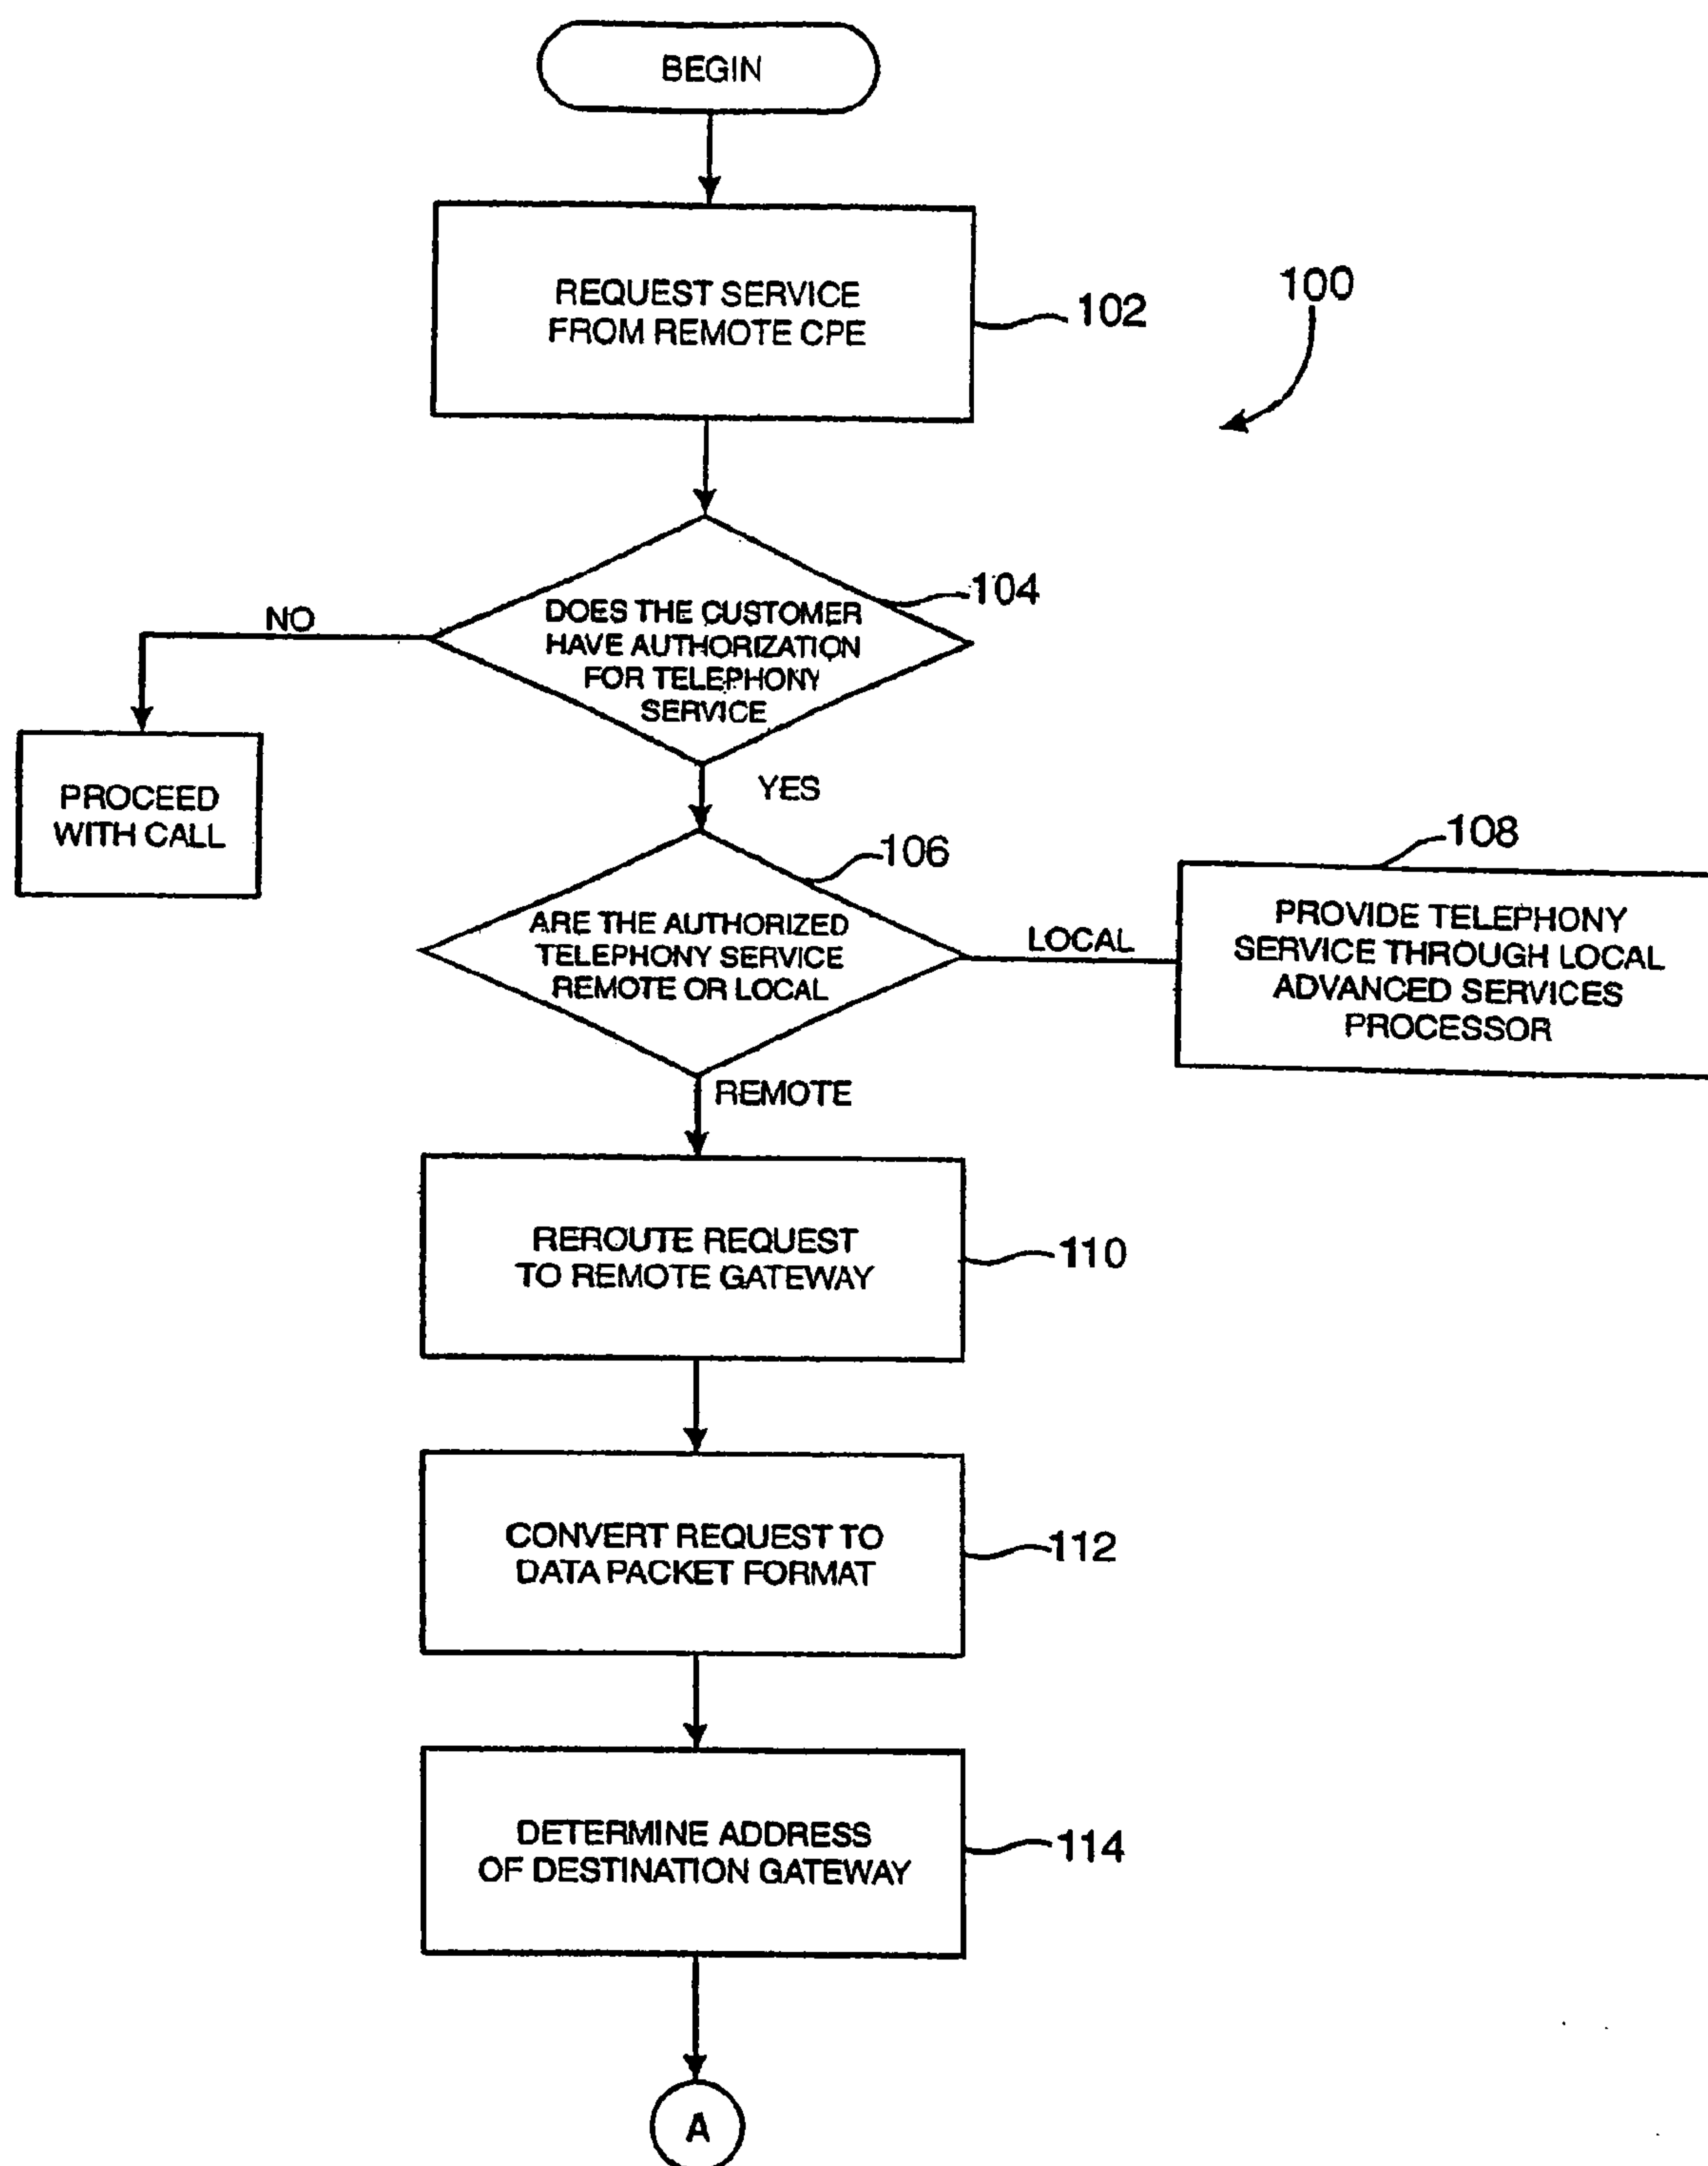 BEGIN
REQUEST SERVICE
FROM REMOTE CPE
102
100
104
DOES THE CUSTOMER
HAVE AUTHORIZATION
FOR TELEPHONY
SERVICE
NO
PROCEED
WITH CALL
YES
106
ARE THE AUTHORIZED
TELEPHONY SERVICE
REMOTE OR LOCAL
LOCAL
108
PROVIDE TELEPHONY
SERVICE THROUGH LOCAL
ADVANCED SERVICES
PROCESSOR
REMOTE
REROUTE REQUEST
TO REMOTE GATEWAY
110
CONVERT REQUEST TO
DATA PACKET FORMAT
112
DETERMINE ADDRESS
OF DESTINATION GATEWAY
114
A